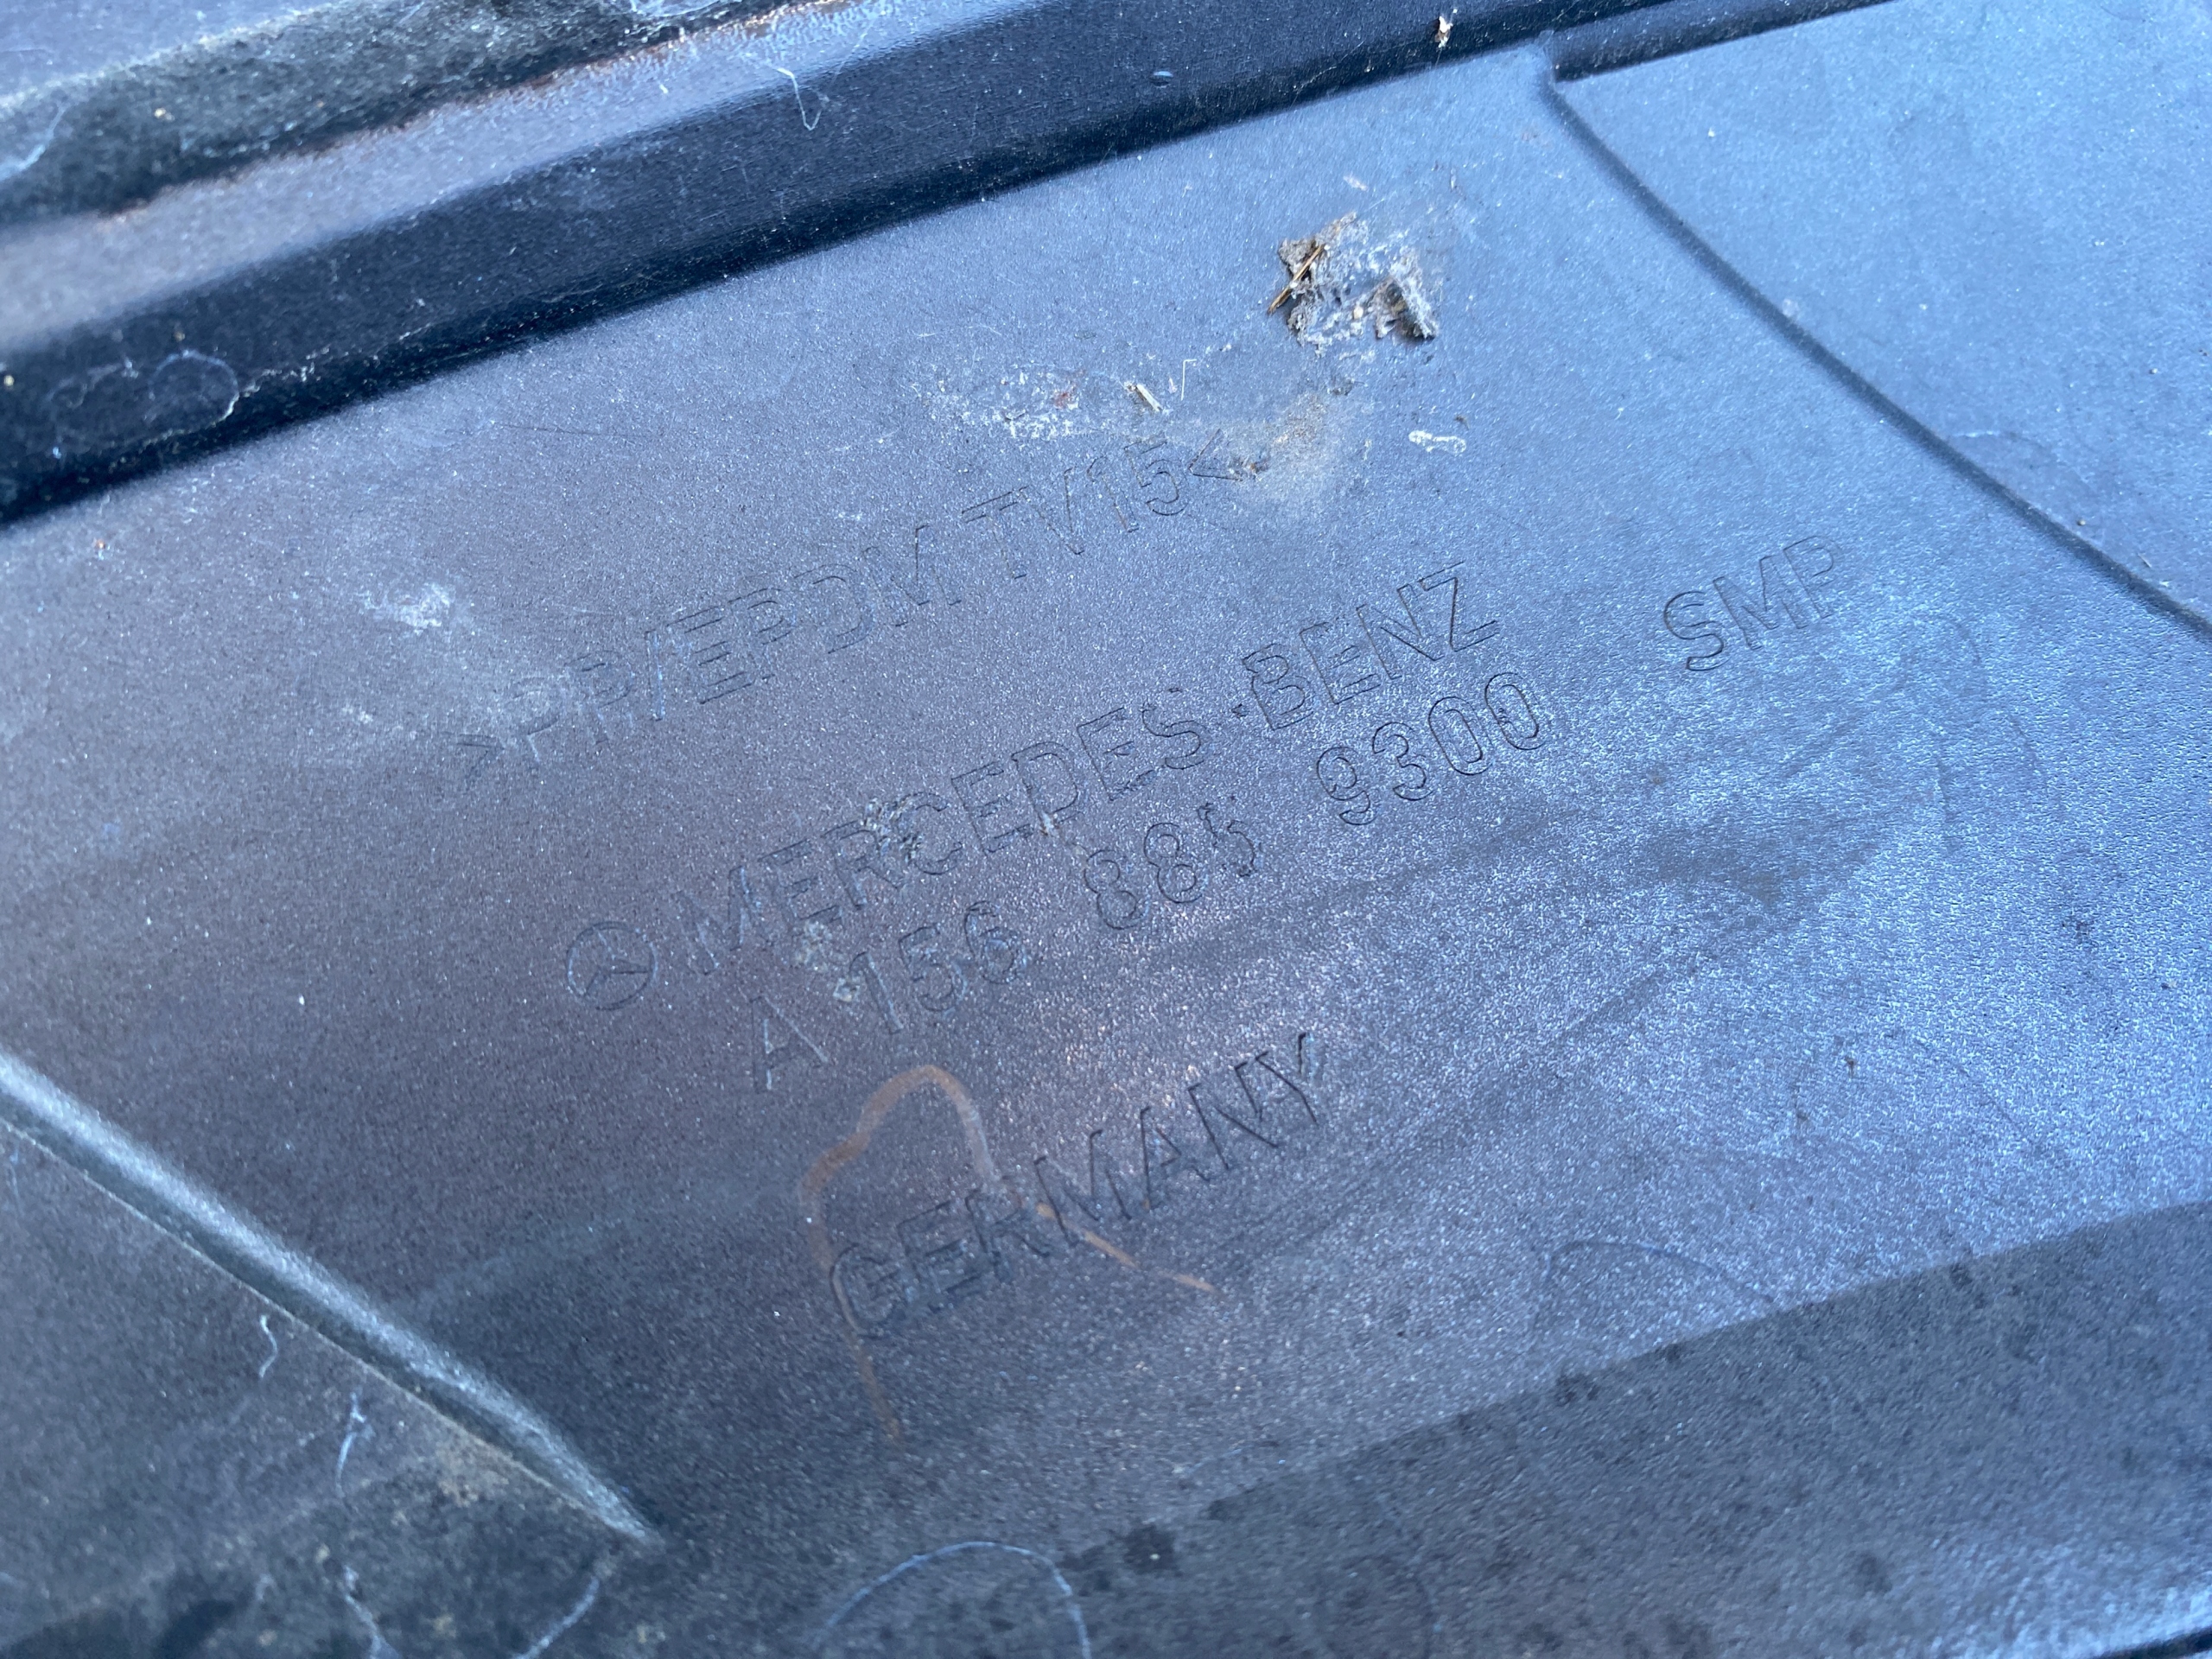 >PP/EPDM TV15<
MERCEDES-BENZ SMP
A 156 885 9300
GERMANY